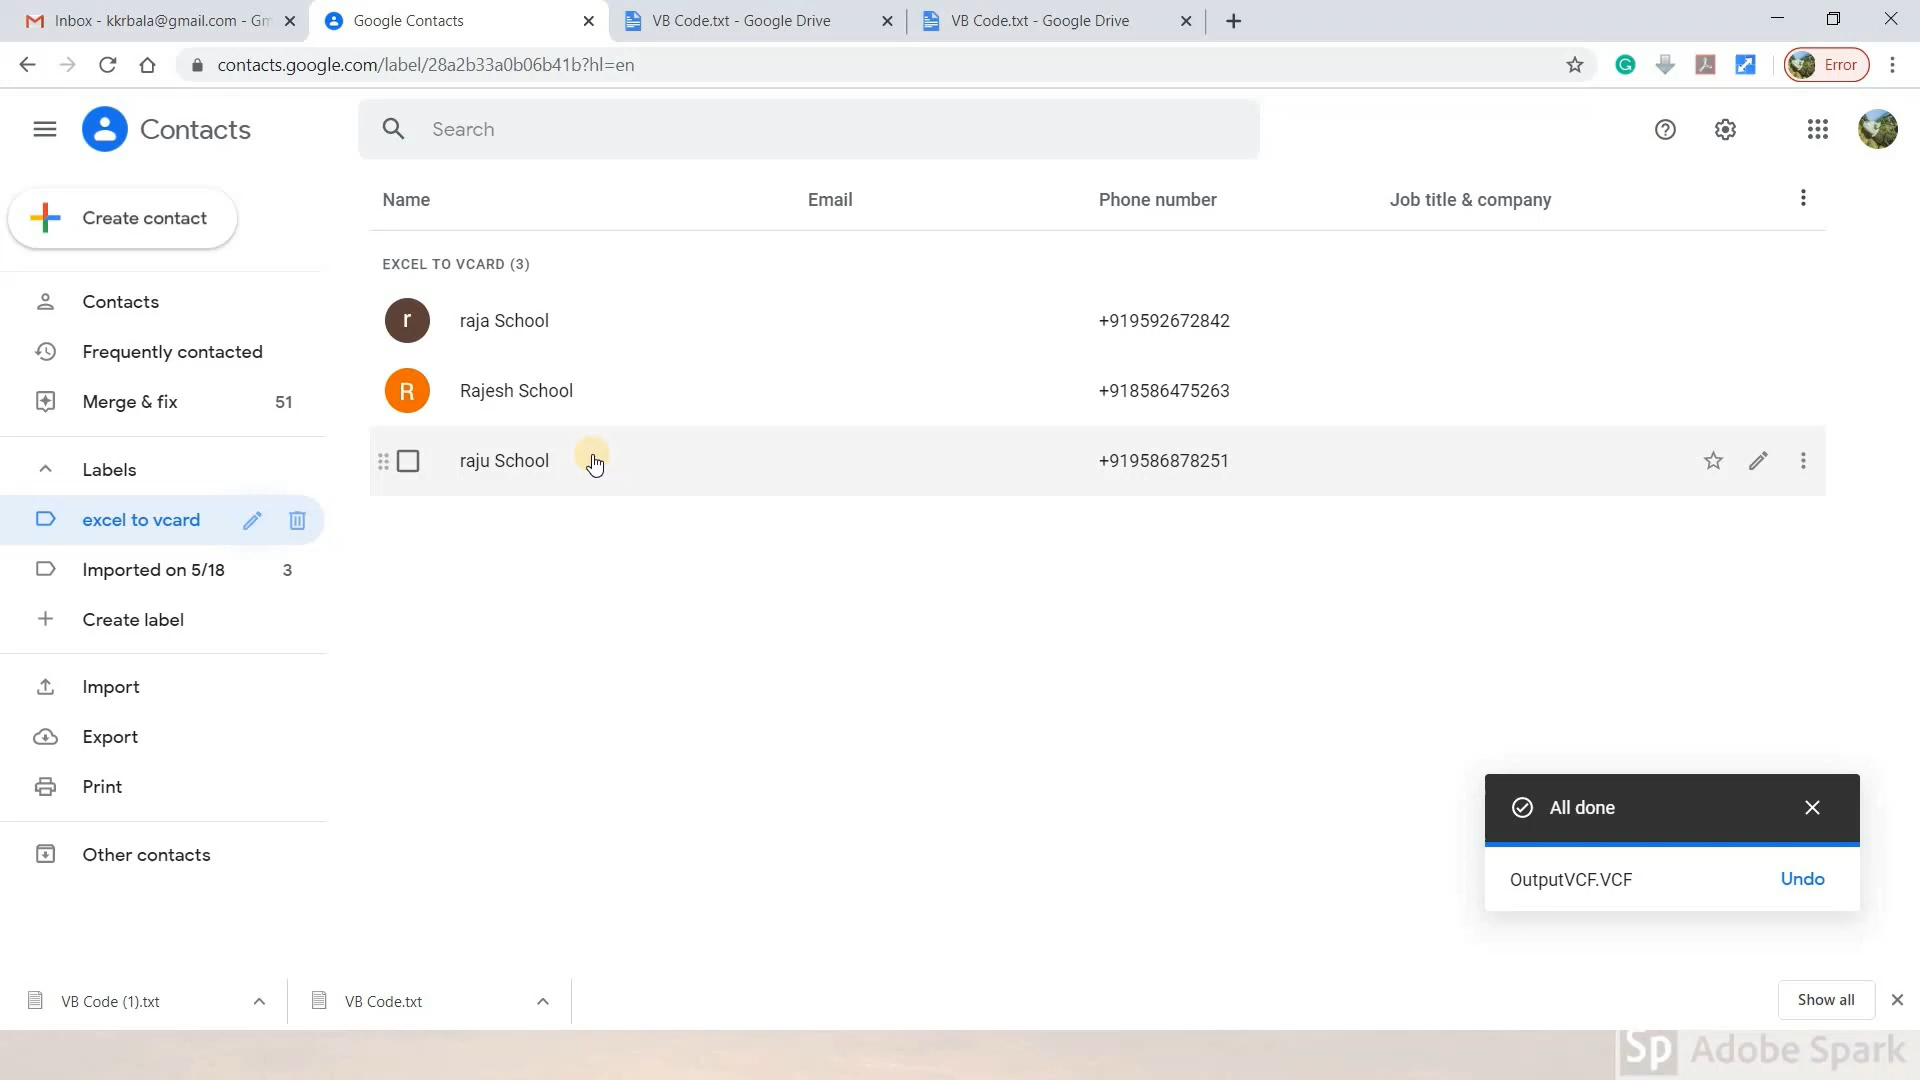 Inbox - kkrbala@gmail.com - Gm
Google Contacts
VB Code.txt - Google Drive
VB Code.txt - Google Drive
contacts.google.com/label/28a2b33a0b06b41b?hl=en
Error
Contacts
Search
Create contact
Name
Email
Phone number
Job title & company
EXCEL TO VCARD (3)
Contacts
r
raja School
+919592672842
Frequently contacted
R
Rajesh School
+918586475263
Merge & fix
51
raju School
+919586878251
Labels
excel to vcard
Imported on 5/18
3
Create label
Import
Export
Print
Other contacts
All done
OutputVCF.VCF
Undo
VB Code (1).txt
VB Code.txt
Show all
Sp Adobe Spark